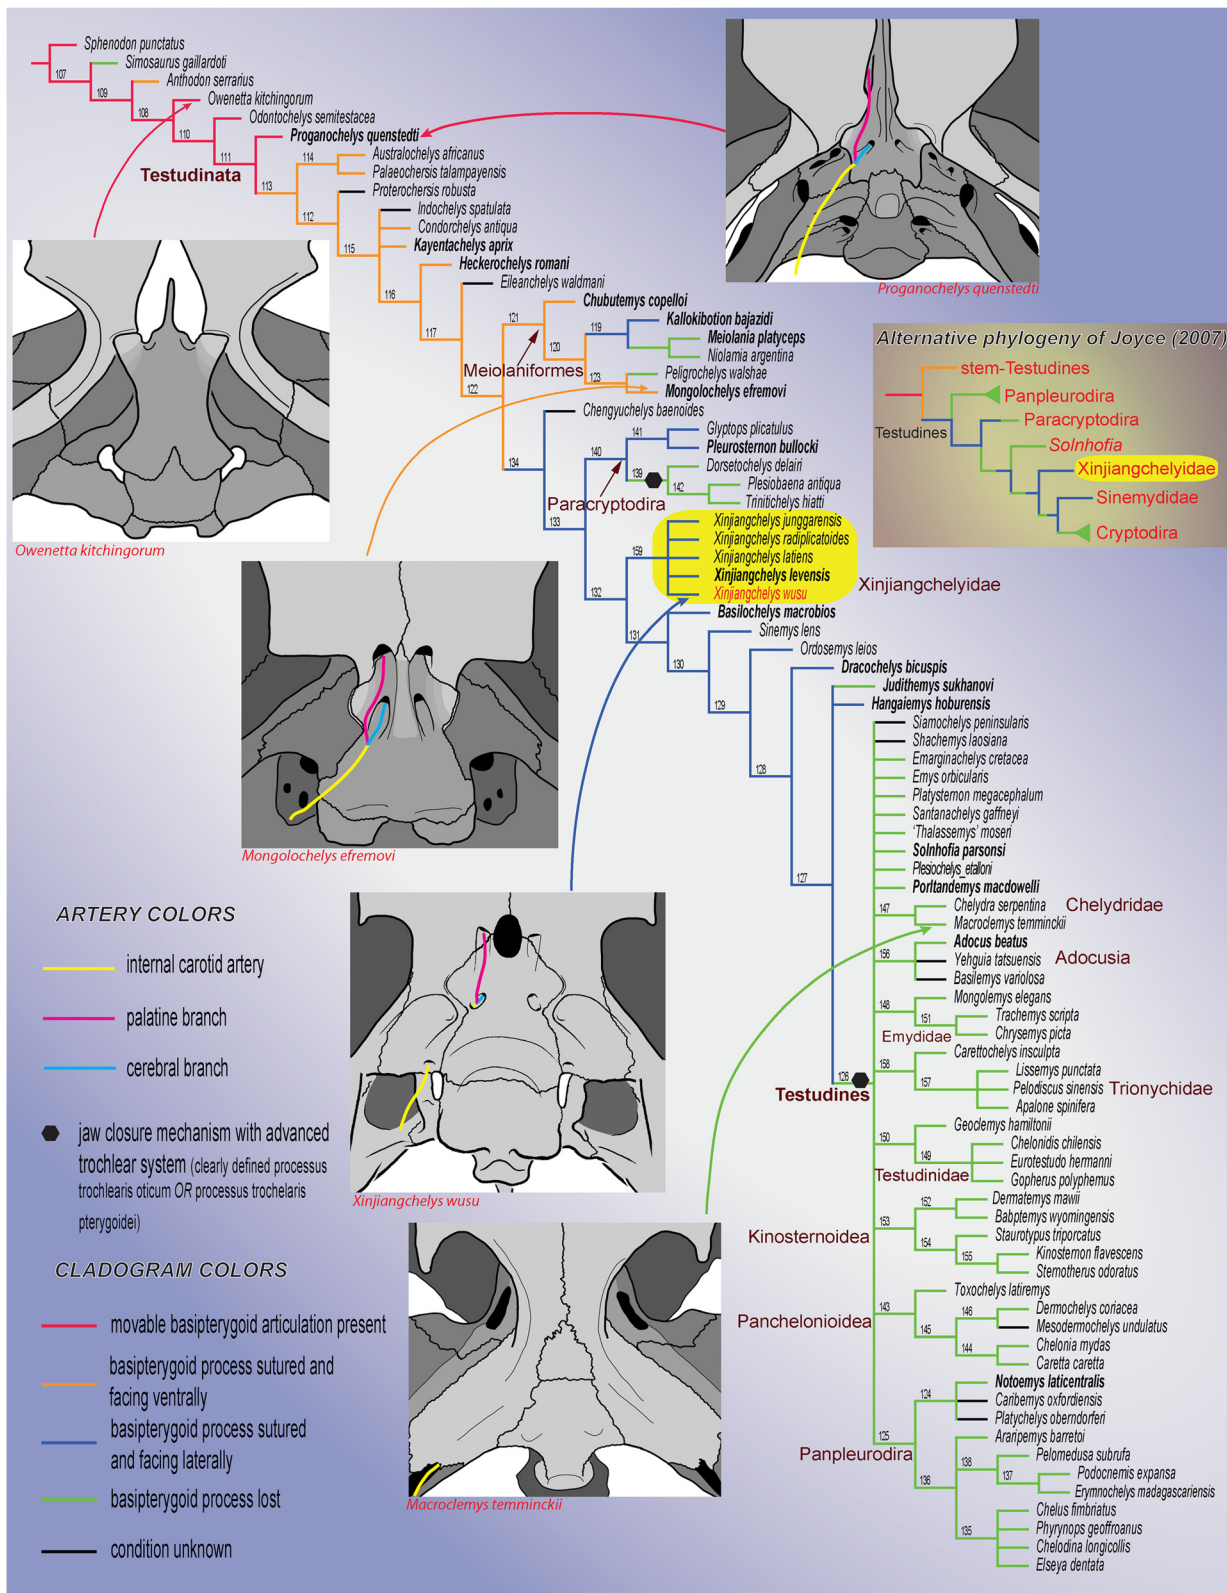 Sphenodon punctatus
107
Simosaurus gaillardoti
109
Anthodon serrarius
108
Owenetta kitchingorum
110
Odontochelys semitestacea
111
Proganochelys quenstedti
Testudinata
114
Australochelys africanus
Palaeochersis talampayensis
113
Proterochersis robusta
112
Indochelys spatulata
Condorchelys antiqua
115
Kayentachelys aprix
Heckerochelys romani
116
Eileanchelys waldmani
117
Chubutemys copelloi
121
119
Kallokibotion bajazidi
Meiolania platyceps
120
Niolamia argentina
Meiolaniformes
123
Peligrochelys walshae
122
Mongolochelys efremovi
Chengyuchelys baenoides
134
141
Glyptops plicatulus
Pleurosternon bullocki
140
Dorsetochelys delairi
139
142
Plesiobaena antiqua
Paracryptodira
Trinitichelys hiatti
133
Xinjiangchelys junggarensis
Xinjiangchelys radiplicatoides
159
Xinjiangchelys latiens
Xinjiangchelys levensis
Xinjiangchelyidae
132
Xinjiangchelys wusu
Basilochelys macrobios
131
Sinemys lens
130
Ordosemys leios
Dracochelys bicuspis
129
Judithemys sukhanovi
Hangaiemys hoburensis
128
Siamochelys peninsularis
Shachemys laosiana
Emarginachelys cretacea
Emys orbicularis
Platysternon megacephalum
Santanachelys gaffneyi
'Thalassemys' moseri
Solnhofia parsonsi
Plesiochelys_etalloni
127
Portlandemys macdowelli
147
Chelydra serpentina
Chelydridae
Macroclemys temminckii
156
Adocus beatus
Yehguia tatsuensis
Adocusia
Basilemys variolosa
148
Mongolemys elegans
151
Trachemys scripta
Emydidae
Chrysemys picta
158
Carettochelys insculpta
126
Testudines
157
Lissemys punctata
Pelodiscus sinensis
Trionychidae
Apalone spinifera
150
Geoclemys hamiltonii
149
Chelonidis chilensis
Testudinidae
Eurotestudo hermanni
Gopherus polyphemus
153
152
Dermatemys mawii
Babptemys wyomingensis
Kinosternoidea
154
Staurotypus triporcatus
155
Kinosternon flavescens
Sternotherus odoratus
Toxochelys latiremys
143
146
Dermochelys coriacea
Panchelonioidea
145
Mesodermochelys undulatus
144
Chelonia mydas
Caretta caretta
124
Notoemys laticentralis
Caribemys oxfordiensis
Platychelys oberndorferi
125
Panpleurodira
Araripemys barretoi
136
138
Pelomedusa subrufa
137
Podocnemis expansa
Erymnochelys madagascariensis
135
Chelus fimbriatus
Phyrynops geoffroanus
Chelodina longicollis
Elseya dentata
Proganochelys quenstedti
Alternative phylogeny of Joyce (2007)
stem-Testudines
Panpleurodira
Testudines
Paracryptodira
Solnhofia
Xinjiangchelyidae
Sinemydidae
Cryptodira
Owenetta kitchingorum
Mongolochelys efremovi
Xinjiangchelys wusu
Macroclemys temminckii
ARTERY COLORS
internal carotid artery
palatine branch
cerebral branch
jaw closure mechanism with advanced
trochlear system (clearly defined processus
trochlearis oticum OR processus trochelaris
pterygoidei)
CLADOGRAM COLORS
movable basipterygoid articulation present
basipterygoid process sutured and
facing ventrally
basipterygoid process sutured
and facing laterally
basipterygoid process lost
condition unknown